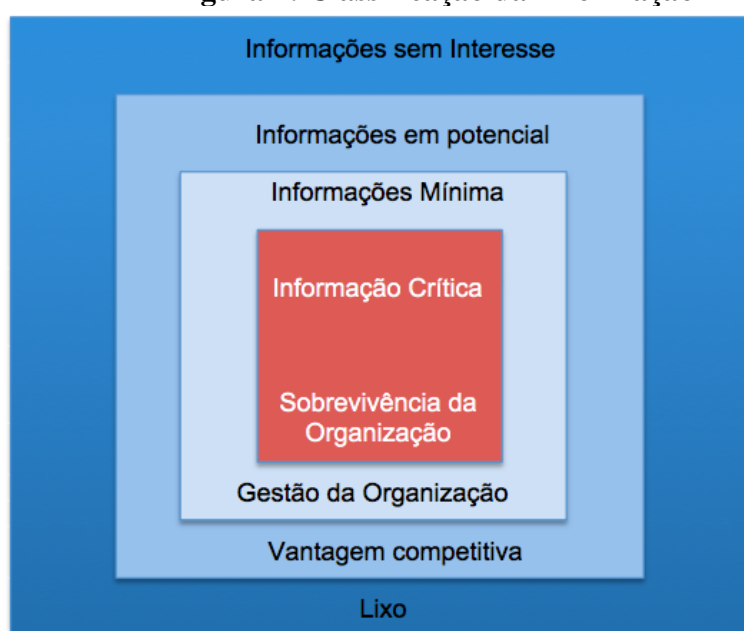 Informações sem Interesse
Informações em potencial
Informações Mínima
Informação Crítica
Sobrevivência da
Organização
Gestão da Organização
Vantagem competitiva
Lixo